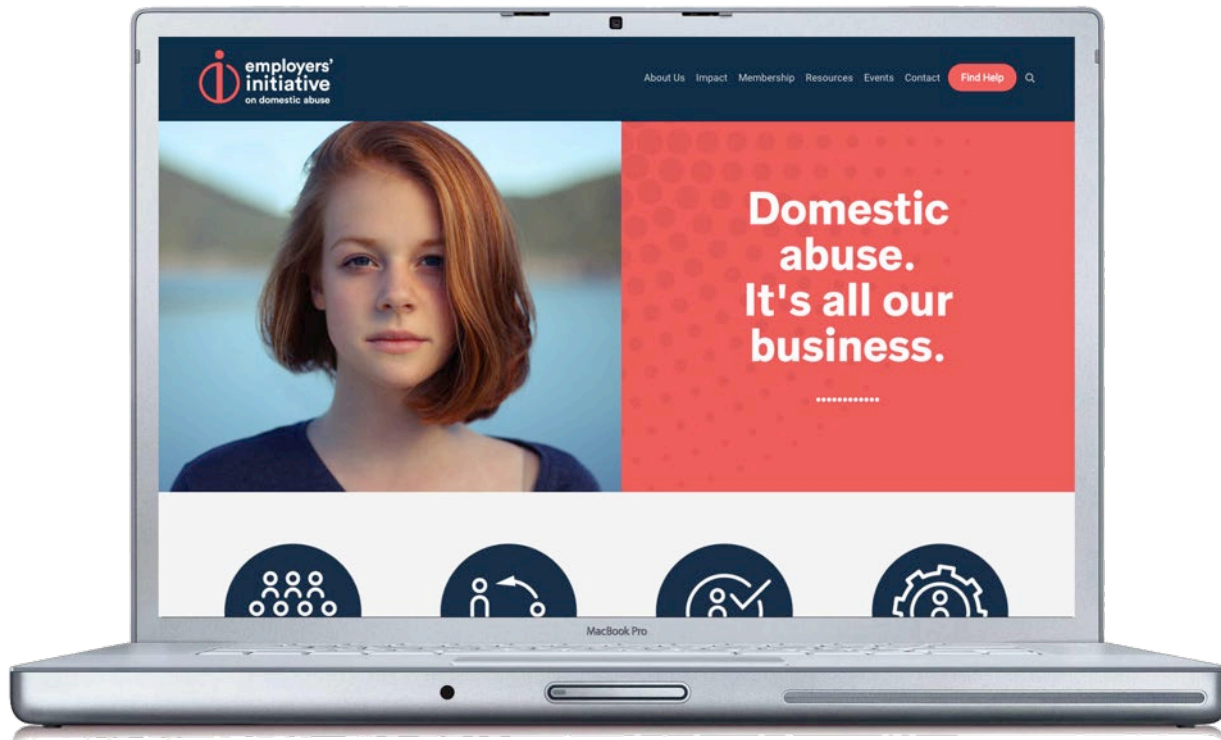 employers'
initiative
on domestic abuse
About Us Impact Membership Resources Events Contact Find Help
Domestic
abuse.
It's all our
business.
MacBook Pro